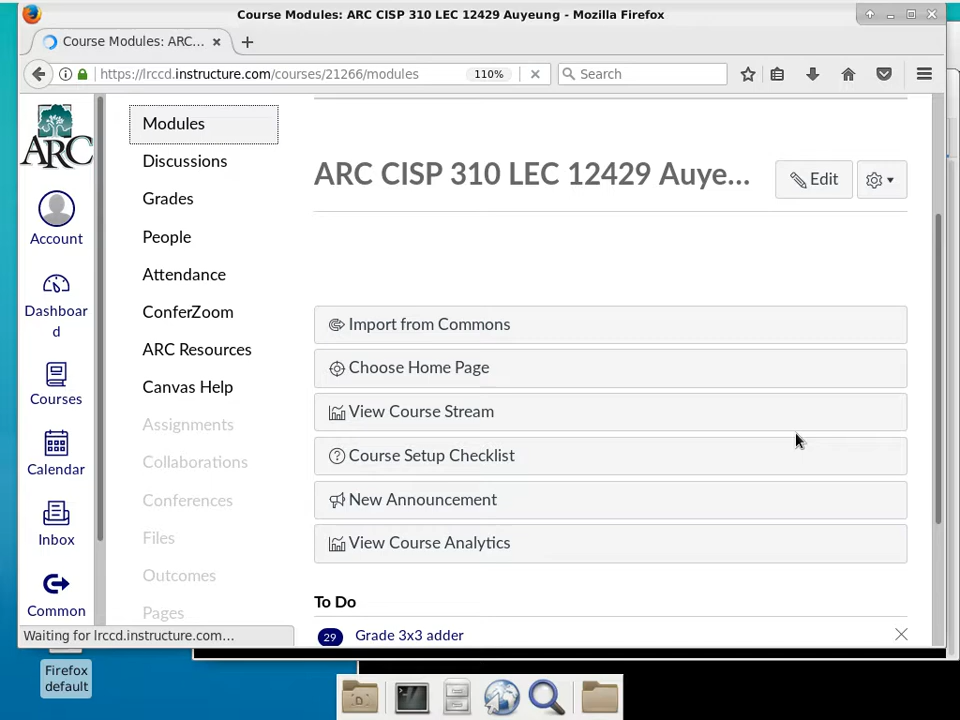 Course Modules: ARC CISP 310 LEC 12429 Auyeung - Mozilla Firefox
Course Modules: ARC...
https://lrccd.instructure.com/courses/21266/modules
110%
Search
ARC
Account
Dashboar
d
Courses
Calendar
Inbox
Common
Modules
Discussions
Grades
People
Attendance
ConferZoom
ARC Resources
Canvas Help
Assignments
Collaborations
Conferences
Files
Outcomes
Pages
ARC CISP 310 LEC 12429 Auye...
Edit
Import from Commons
Choose Home Page
View Course Stream
Course Setup Checklist
New Announcement
View Course Analytics
To Do
29 Grade 3x3 adder
Waiting for lrccd.instructure.com...
Firefox
default
D